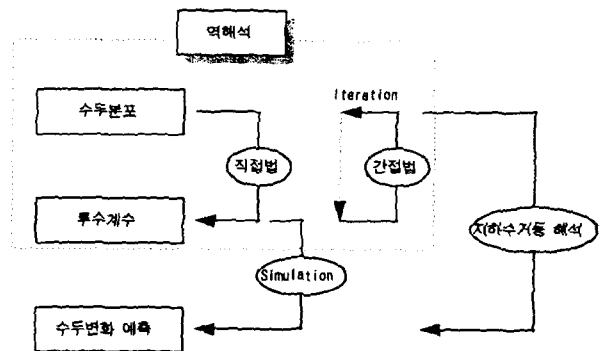 역해석
Iteration
수두분포
직접법
간접법
투수계수
지하수거동 해석
Simulation
수두변화 예측